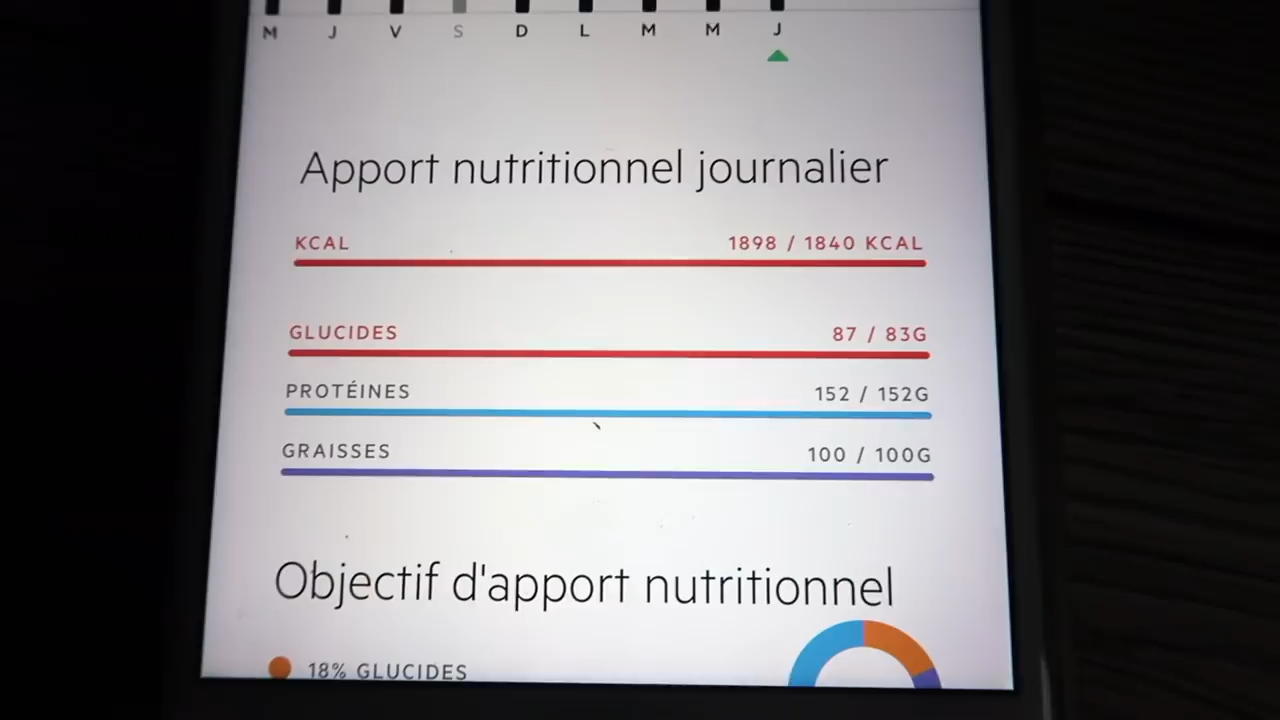 M J V S D L M M J
Apport nutritionnel journalier
KCAL 1898 / 1840 KCAL
GLUCIDES 87 / 83G
PROTÉINES 152 / 152G
GRAISSES 100 / 100G
Objectif d'apport nutritionnel
18% GLUCIDES